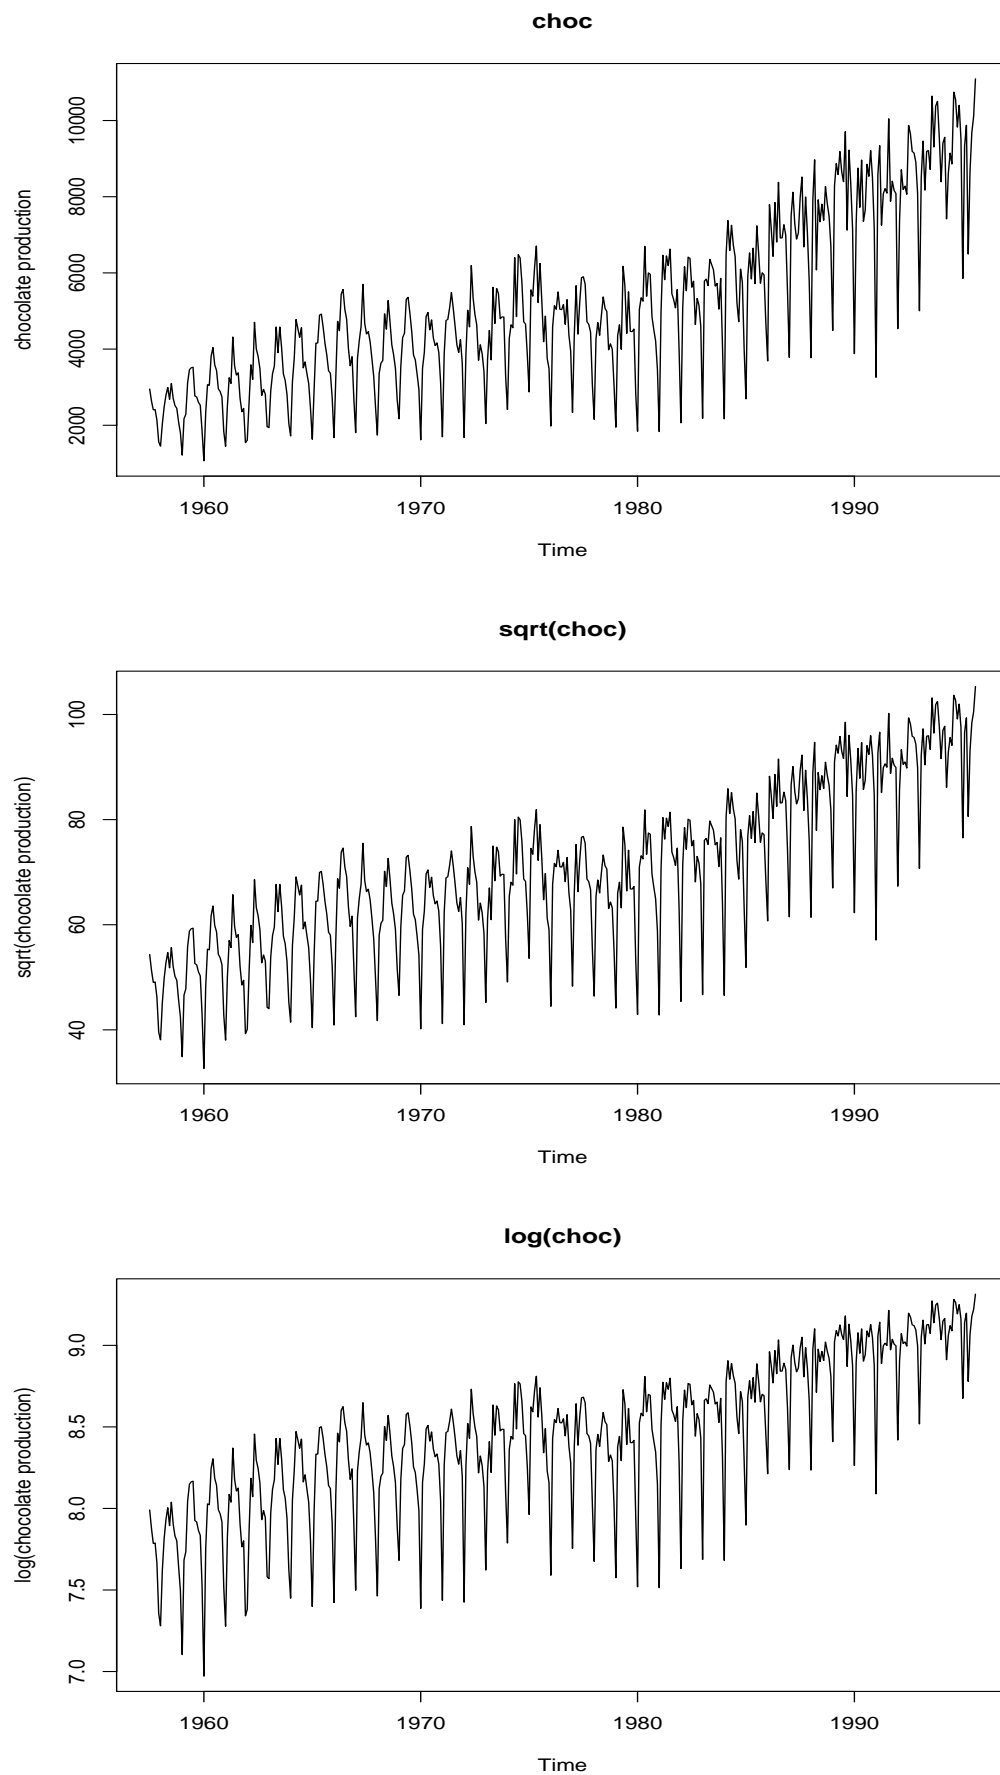 choc
chocolate production
10000
8000
6000
4000
2000
1960 1970 1980 1990
Time
sqrt(choc)
sqrt(chocolate production)
100
80
60
40
1960 1970 1980 1990
Time
log(choc)
log(chocolate production)
9.0
8.5
8.0
7.5
7.0
1960 1970 1980 1990
Time